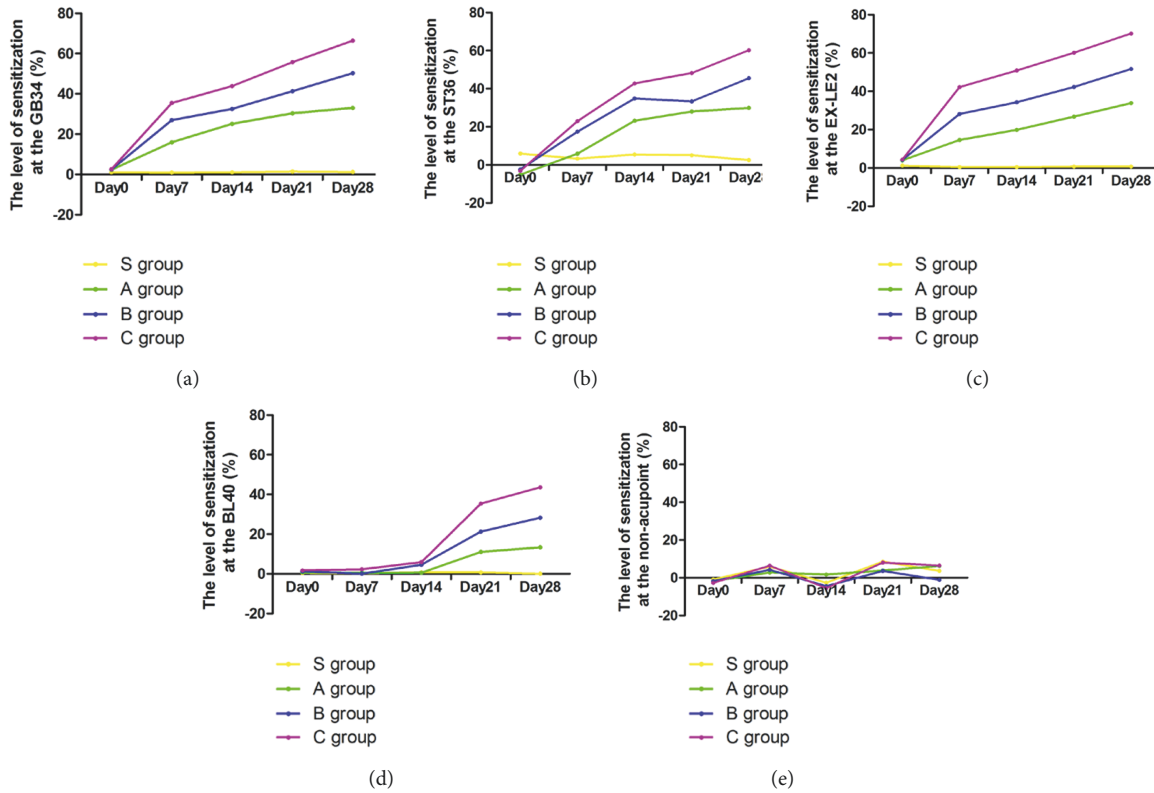 The level of sensitization
at the GB34 (%)
80
60
40
20
0
-20
Day0 Day7 Day14 Day21 Day28
S group
A group
B group
C group
(a)
The level of sensitization
at the ST36 (%)
80
60
40
20
0
-20
Day0 Day7 Day14 Day21 Day28
S group
A group
B group
C group
(b)
The level of sensitization
at the EX-LE2 (%)
80
60
40
20
0
-20
Day0 Day7 Day14 Day21 Day28
S group
A group
B group
C group
(c)
The level of sensitization
at the BL40 (%)
80
60
40
20
0
-20
Day0 Day7 Day14 Day21 Day28
S group
A group
B group
C group
(d)
The level of sensitization
at the non-acupoint (%)
80
60
40
20
0
-20
Day0 Day7 Day14 Day21 Day28
S group
A group
B group
C group
(e)